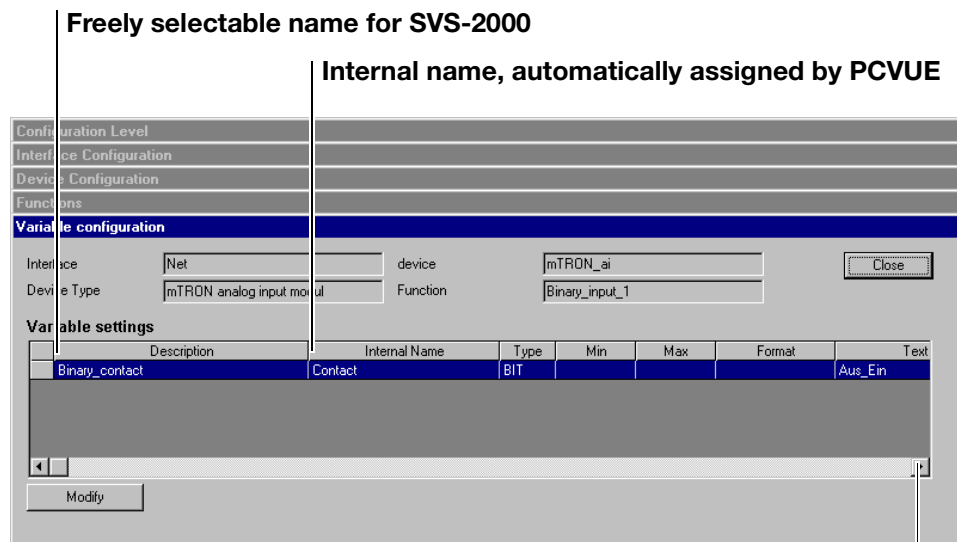 Freely selectable name for SVS-2000
Internal name, automatically assigned by PCVUE
Configuration Level
Interface Configuration
Device Configuration
Functions
Variable configuration
Interface Net device mTRON_ai Close
Device Type mTRON analog input modul Function Binary_input_1
Variable settings
Description Internal Name Type Min Max Format Text
Binary_contact Contact BIT Aus_Ein
Modify